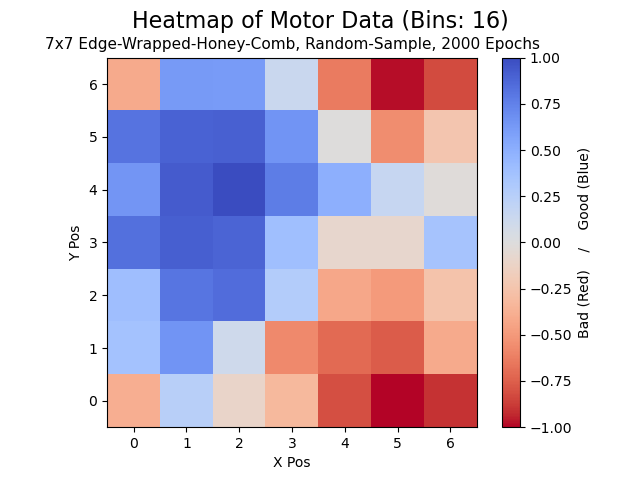 Heatmap of Motor Data (Bins: 16)
7x7 Edge-Wrapped-Honey-Comb, Random-Sample, 2000 Epochs
6
5
4
3
2
1
0
Y Pos
0 1 2 3 4 5 6
X Pos
1.00
0.75
0.50
0.25
0.00
−0.25
−0.50
−0.75
−1.00
Bad (Red) / Good (Blue)